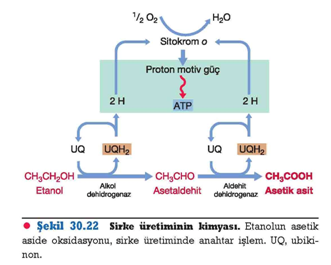 ½ O₂ H₂O
Sitokrom o
Proton motiv güç
2 H ATP 2 H
UQ UQH₂ UQ UQH₂
CH₃CH₂OH CH₃CHO CH₃COOH
Etanol Alkol dehidrogenaz Asetaldehit Aldehit dehidrogenaz Asetik asit
● Şekil 30.22 Sirke üretiminin kimyası. Etanolun asetik
aside oksidasyonu, sirke üretiminde anahtar işlem. UQ, ubiki-
non.